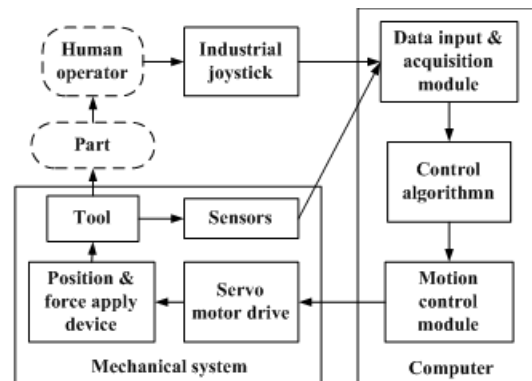 Human
operator
Industrial
joystick
Data input &
acquisition
module
Part
Control
algorithmn
Tool
Sensors
Position &
force apply
device
Servo
motor drive
Motion
control
module
Mechanical system
Computer